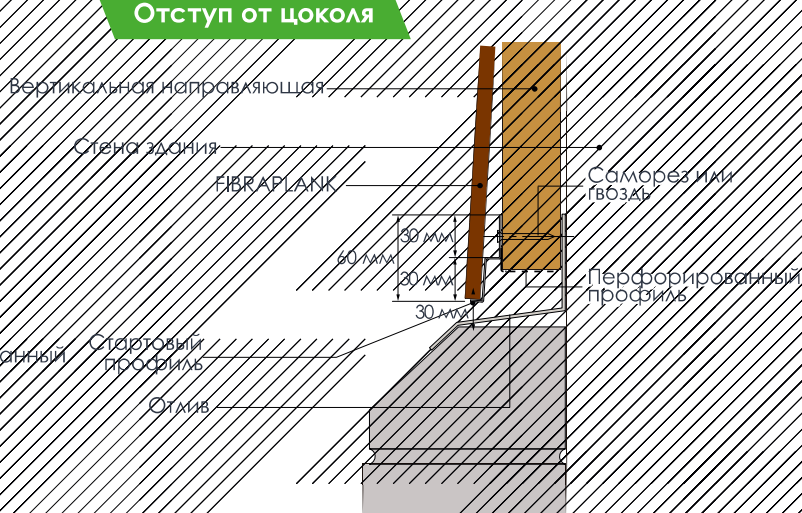 Отступ от цоколя
Вертикальная направляющая
Стена здания
FIBRAPLANK
Саморез или
гвоздь
30 мм
60 мм
30 мм
Перфорированный
профиль
30 мм
Стартовый
профиль
анный
Отлив